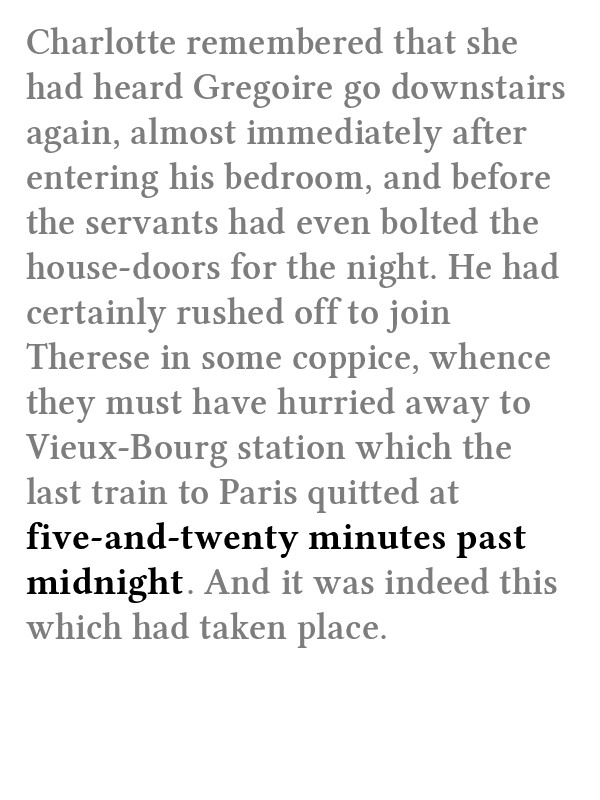 Charlotte remembered that she
had heard Gregoire go downstairs
again, almost immediately after
entering his bedroom, and before
the servants had even bolted the
house-doors for the night. He had
certainly rushed off to join
Therese in some coppice, whence
they must have hurried away to
Vieux-Bourg station which the
last train to Paris quitted at
five-and-twenty minutes past
midnight. And it was indeed this
which had taken place.